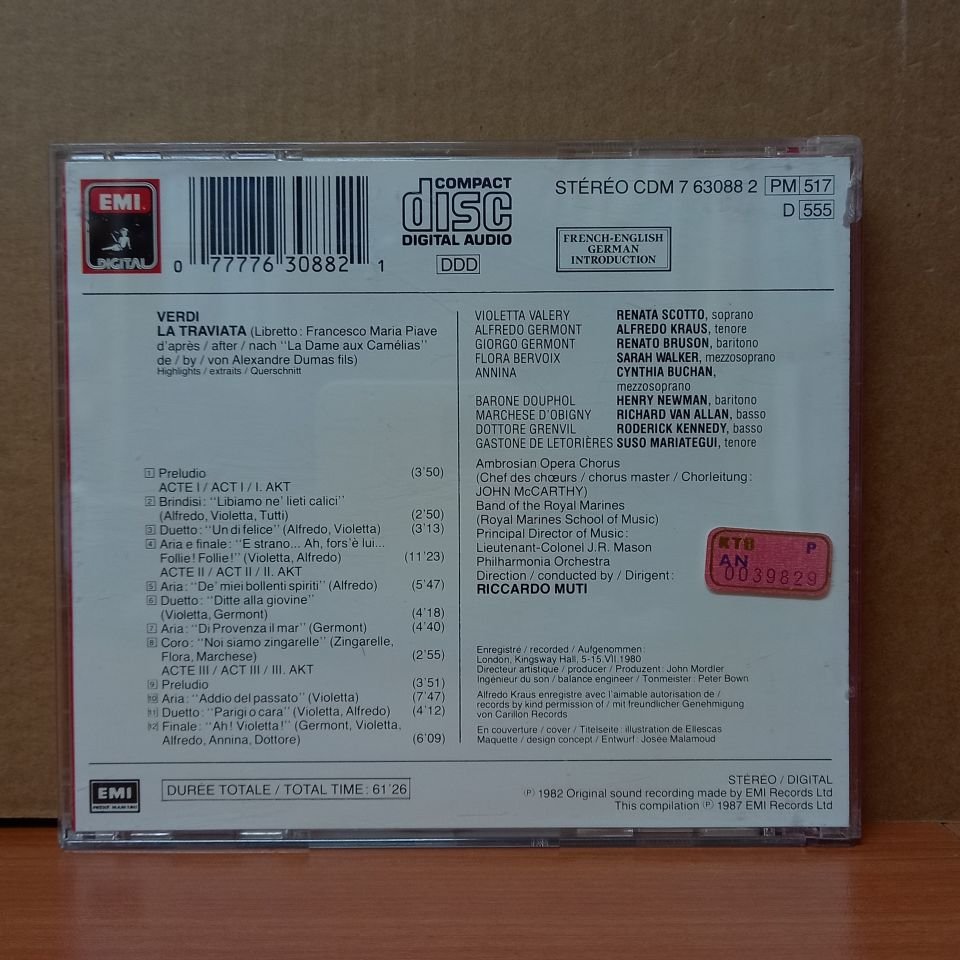 EMI
DIGITAL
0 77776 30882 1
COMPACT
disc
DIGITAL AUDIO
DDD
STÉRÉO CDM 7 63088 2 PM 517
D 555
FRENCH-ENGLISH
GERMAN
INTRODUCTION
VERDI
LA TRAVIATA (Libretto: Francesco Maria Piave
d'après / after / nach "La Dame aux Camélias"
de / by / von Alexandre Dumas fils)
Highlights / extraits / Querschnitt
1 Preludio (3'50)
ACTE I / ACT I / I. AKT
2 Brindisi: "Libiamo ne' lieti calici"
(Alfredo, Violetta, Tutti) (2'50)
3 Duetto: "Un di felice" (Alfredo, Violetta) (3'13)
4 Aria e finale: "E strano... Ah, fors'è lui...
Follie! Follie!" (Violetta, Alfredo) (11'23)
ACTE II / ACT II / II. AKT
5 Aria: "De' miei bollenti spiriti" (Alfredo) (5'47)
6 Duetto: "Ditte alla giovine"
(Violetta, Germont) (4'18)
7 Aria: "Di Provenza il mar" (Germont) (4'40)
8 Coro: "Noi siamo zingarelle" (Zingarelle,
Flora, Marchese) (2'55)
ACTE III / ACT III / III. AKT
9 Preludio (3'51)
10 Aria: "Addio del passato" (Violetta) (7'47)
11 Duetto: "Parigi o cara" (Violetta, Alfredo) (4'12)
12 Finale: "Ah! Violetta!" (Germont, Violetta,
Alfredo, Annina, Dottore) (6'09)
VIOLETTA VALERY RENATA SCOTTO, soprano
ALFREDO GERMONT ALFREDO KRAUS, tenore
GIORGO GERMONT RENATO BRUSON, baritono
FLORA BERVOIX SARAH WALKER, mezzosoprano
ANNINA CYNTHIA BUCHAN,
mezzosoprano
BARONE DOUPHOL HENRY NEWMAN, baritono
MARCHESE D'OBIGNY RICHARD VAN ALLAN, basso
DOTTORE GRENVIL RODERICK KENNEDY, basso
GASTONE DE LETORIÈRES SUSO MARIATEGUI, tenore
Ambrosian Opera Chorus
(Chef des chœurs / chorus master / Chorleitung:
JOHN McCARTHY)
Band of the Royal Marines
(Royal Marines School of Music)
Principal Director of Music:
Lieutenant-Colonel J.R. Mason
Philharmonia Orchestra
Direction / conducted by / Dirigent:
RICCARDO MUTI
KTB P
AN
0039829
Enregistré / recorded / Aufgenommen:
London, Kingsway Hall, 5-15.VII 1980
Directeur artistique / producer / Produzent: John Mordler
Ingénieur du son / balance engineer / Tonmeister: Peter Bown
Alfredo Kraus enregistre avec l'aimable autorisation de /
records by kind permission of / mit freundlicher Genehmigung
von Carillon Records
En couverture / cover / Titelseite: illustration de Ellescas
Maquette / design concept / Entwurf: Josée Malamoud
EMI
DURÉE TOTALE / TOTAL TIME: 61'26
STÉRÉO / DIGITAL
℗ 1982 Original sound recording made by EMI Records Ltd
This compilation ℗ 1987 EMI Records Ltd